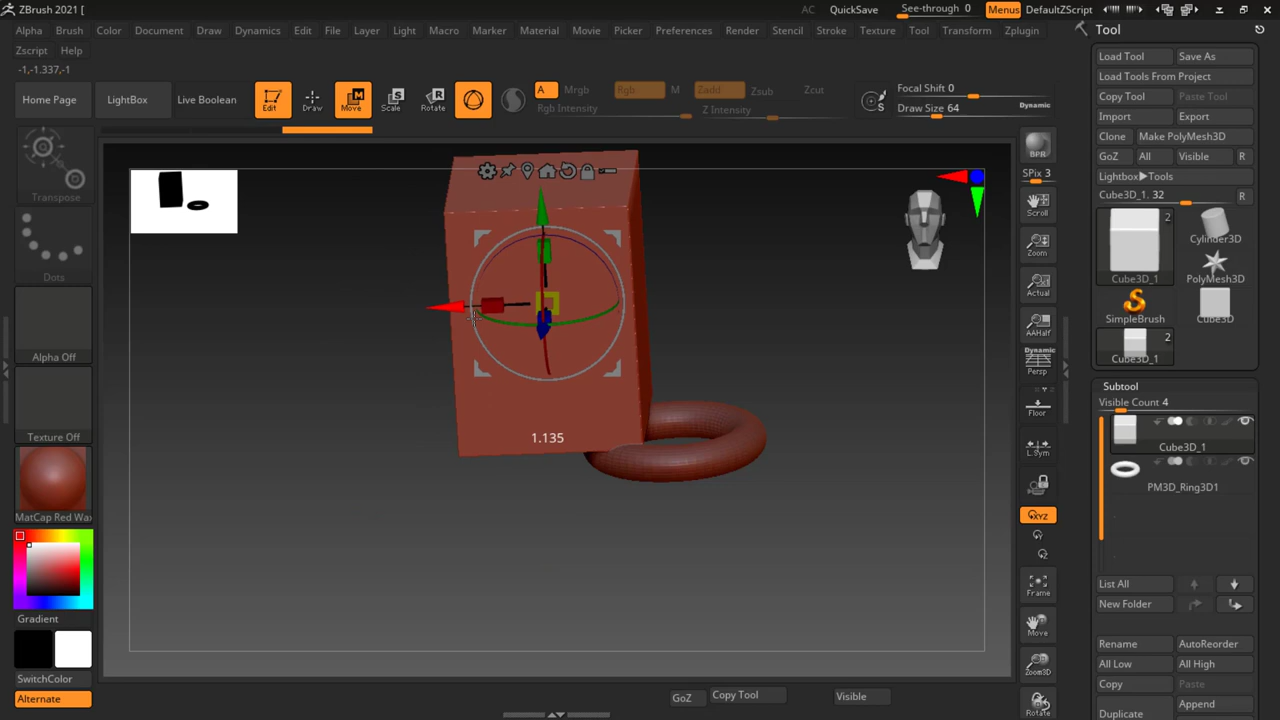 ZBrush 2021 [
AC QuickSave See-through 0 Menus DefaultZScript
Alpha Brush Color Document Draw Dynamics Edit File Layer Light Macro Marker Material Movie Picker Preferences Render Stencil Stroke Texture Tool Transform Zplugin
Zscript Help
-1,-1.337,-1
Home Page LightBox Live Boolean Edit Draw Move Scale Rotate
A Mrgb Rgb M Zadd Zsub Zcut
Rgb Intensity Z Intensity
S Focal Shift 0
Draw Size 64 Dynamic
Transpose
Dots
Alpha Off
Texture Off
MatCap Red Wax
Gradient
SwitchColor
Alternate
1.135
BPR
SPix 3
Scroll
Zoom
Actual
AAHalf
Dynamic
Persp
Floor
L.Sym
XYZ
Y
Z
Frame
Move
Zoom3D
Rotate
GoZ Copy Tool Visible
Tool
Load Tool Save As
Load Tools From Project
Copy Tool Paste Tool
Import Export
Clone Make PolyMesh3D
GoZ All Visible R
Lightbox▶Tools
Cube3D_1. 32 R
2
Cube3D_1
Cylinder3D
PolyMesh3D
SimpleBrush
Cube3D
2
Cube3D_1
Subtool
Visible Count 4
Cube3D_1
PM3D_Ring3D1
List All
New Folder
Rename AutoReorder
All Low All High
Copy Paste
Duplicate Append